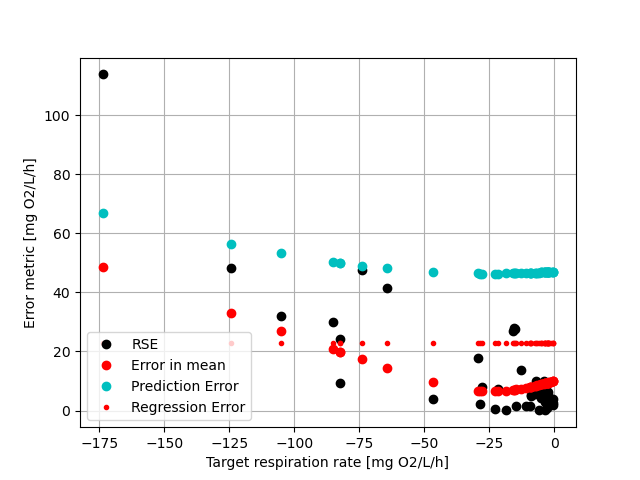 100
80
60
40
20
0
Error metric [mg O2/L/h]
RSE
Error in mean
Prediction Error
Regression Error
−175 −150 −125 −100 −75 −50 −25 0
Target respiration rate [mg O2/L/h]